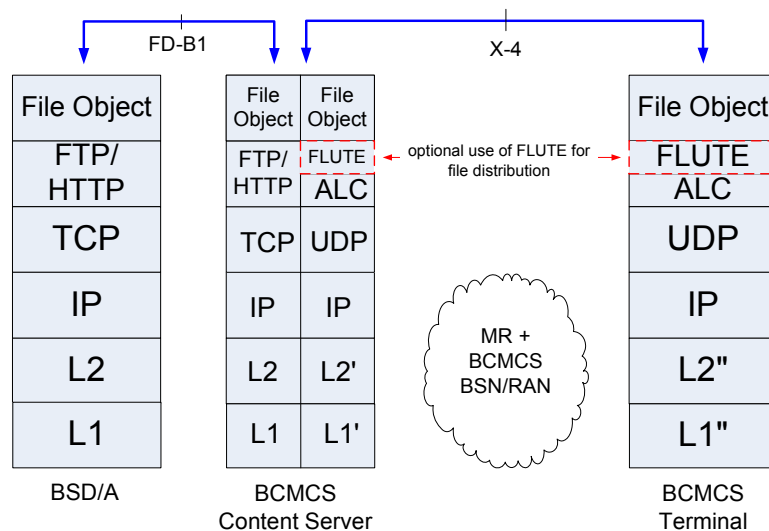 FD-B1
X-4
File Object
FTP/
HTTP
TCP
IP
L2
L1
BSD/A
File
Object
FTP/
HTTP
TCP
IP
L2
L1
File
Object
FLUTE
ALC
UDP
IP
L2'
L1'
BCMCS
Content Server
optional use of FLUTE for
file distribution
MR +
BCMCS
BSN/RAN
File Object
FLUTE
ALC
UDP
IP
L2"
L1"
BCMCS
Terminal